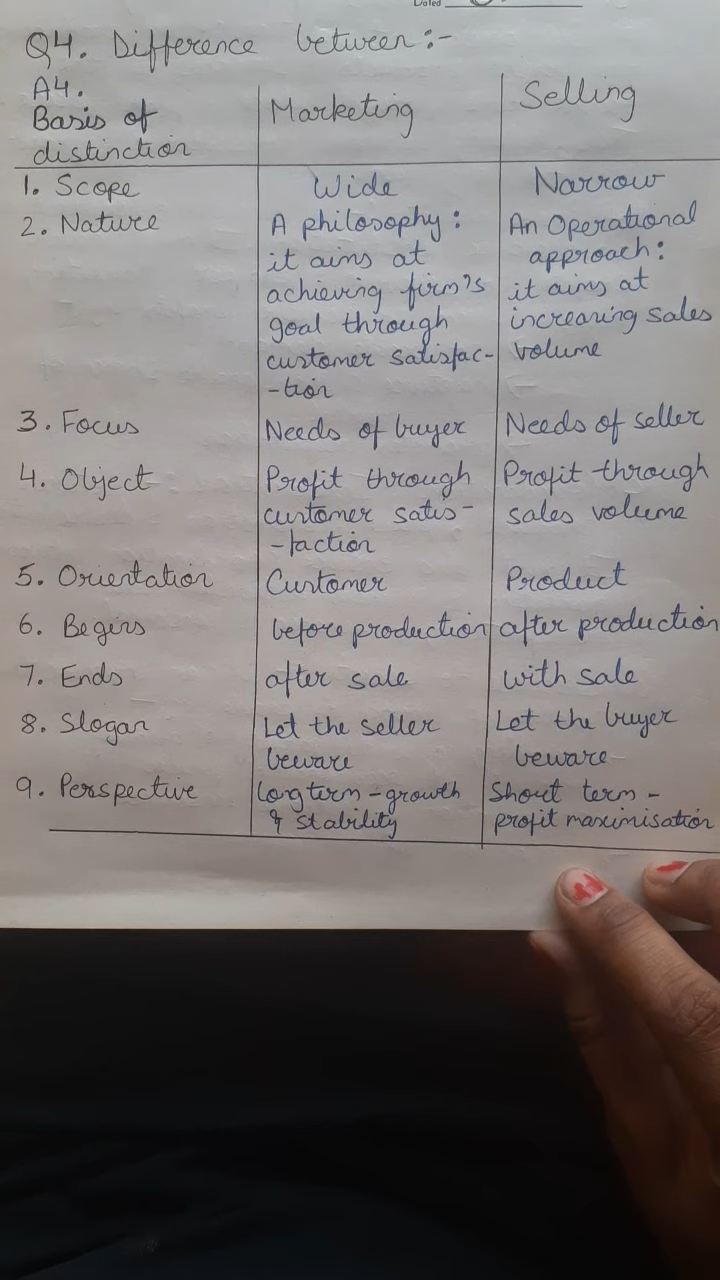 Dated
Q4. Difference between:-
A4.
Basis of distinction | Marketing | Selling
1. Scope | Wide | Narrow
2. Nature | A philosophy: | An Operational
it aims at | approach:
achieving firm's | it aims at
goal through | increasing sales
customer satisfac- | volume
-tion
3. Focus | Needs of buyer | Needs of seller
4. Object | Profit through | Profit through
customer satis- | sales volume
-faction
5. Orientation | Customer | Product
6. Begins | before production | after production
7. Ends | after sale | with sale
8. Slogan | Let the seller | Let the buyer
beware | beware
9. Perspective | Long term - growth | Short term -
& stability | profit maximisation